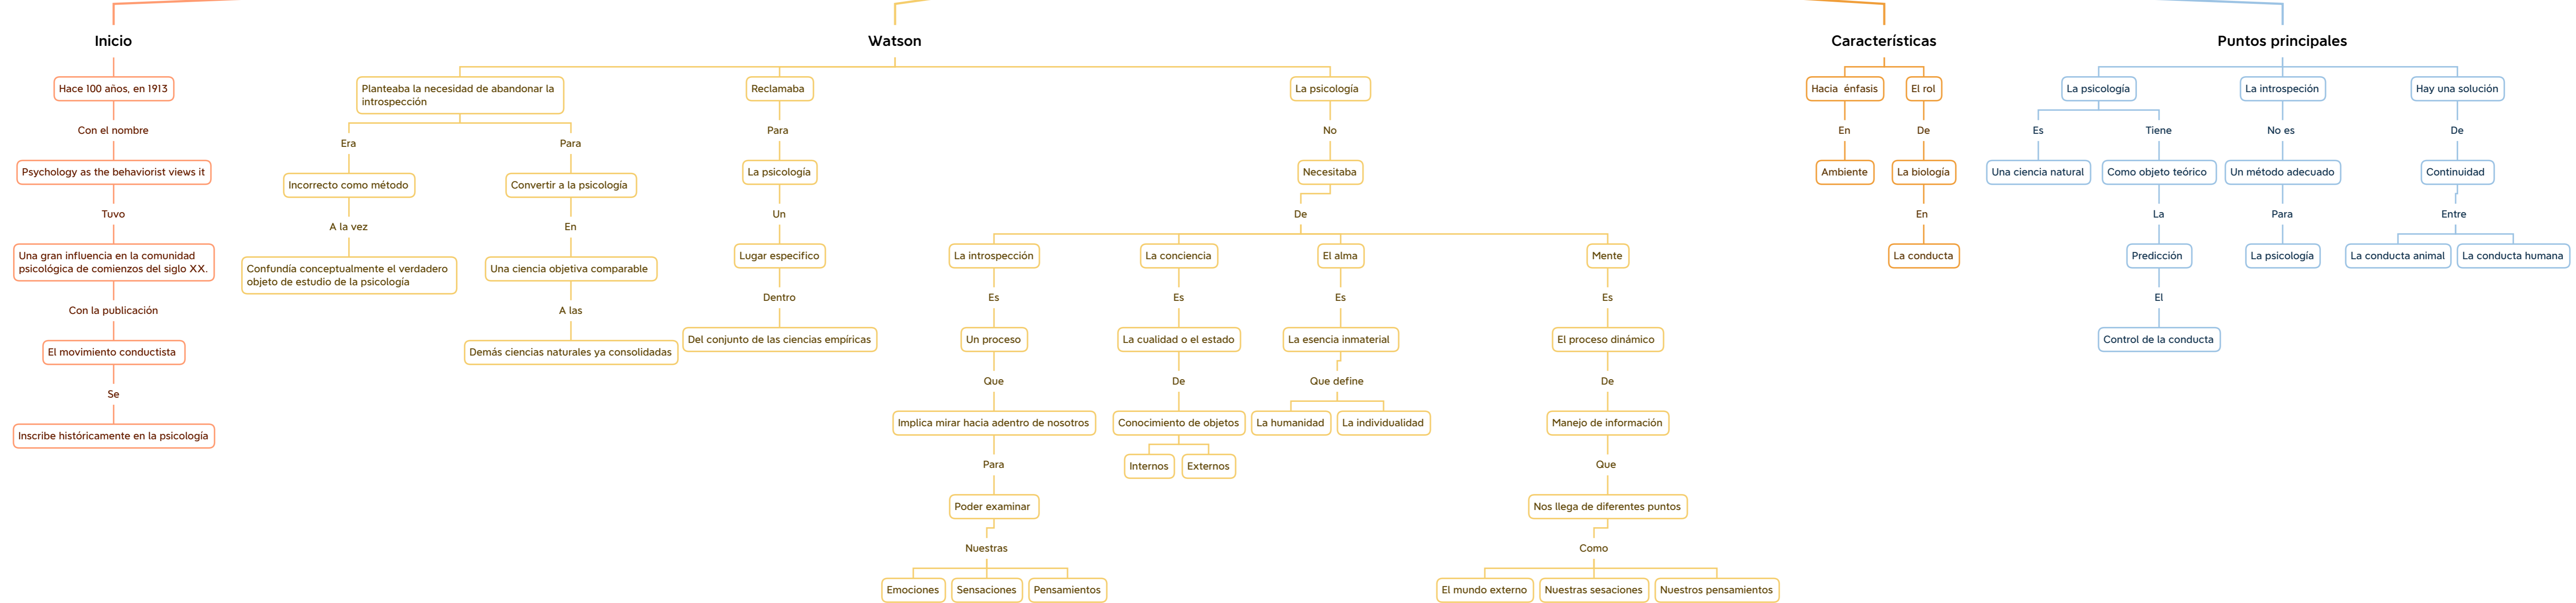 Inicio
Hace 100 años, en 1913
Con el nombre
Psychology as the behaviorist views it
Tuvo
Una gran influencia en la comunidad
psicológica de comienzos del siglo XX.
Con la publicación
El movimiento conductista
Se
Inscribe históricamente en la psicología
Watson
Planteaba la necesidad de abandonar la
introspección
Era
Incorrecto como método
A la vez
Confundía conceptualmente el verdadero
objeto de estudio de la psicología
Para
Convertir a la psicología
En
Una ciencia objetiva comparable
A las
Demás ciencias naturales ya consolidadas
Reclamaba
Para
La psicología
Un
Lugar especifico
Dentro
Del conjunto de las ciencias empíricas
La psicología
No
Necesitaba
De
La introspección
Es
Un proceso
Que
Implica mirar hacia adentro de nosotros
Para
Poder examinar
Nuestras
Emociones
Sensaciones
Pensamientos
La conciencia
Es
La cualidad o el estado
De
Conocimiento de objetos
Internos
Externos
El alma
Es
La esencia inmaterial
Que define
La humanidad
La individualidad
Mente
Es
El proceso dinámico
De
Manejo de información
Que
Nos llega de diferentes puntos
Como
El mundo externo
Nuestras sesaciones
Nuestros pensamientos
Características
Hacia énfasis
En
Ambiente
El rol
De
La biología
En
La conducta
Puntos principales
La psicología
Es
Una ciencia natural
Tiene
Como objeto teórico
La
Predicción
El
Control de la conducta
La introspeción
No es
Un método adecuado
Para
La psicología
Hay una solución
De
Continuidad
Entre
La conducta animal
La conducta humana